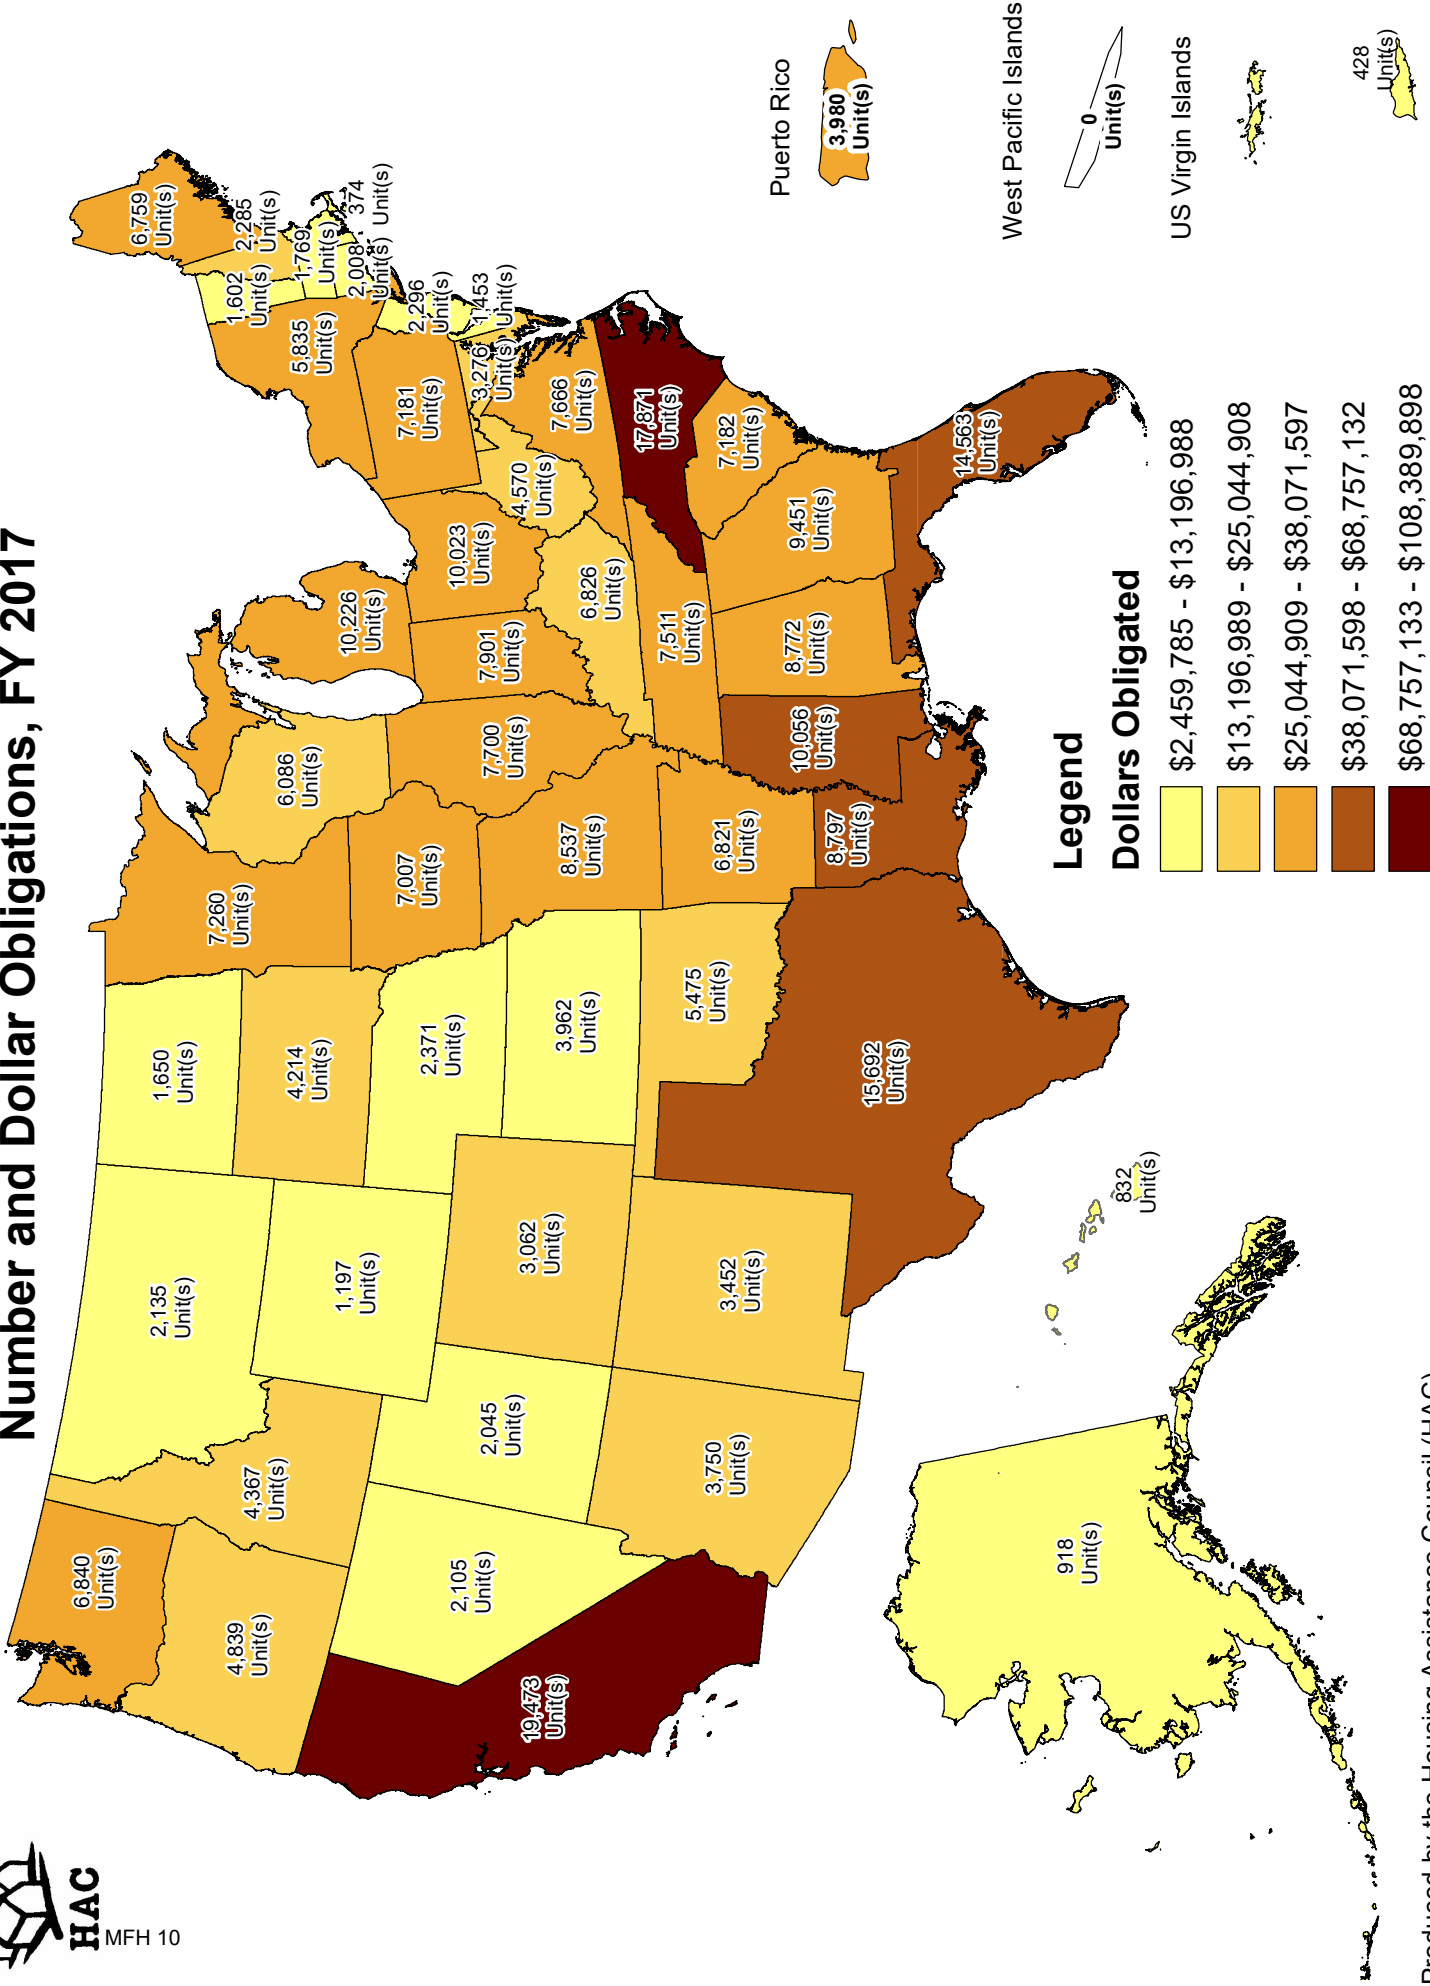 Number and Dollar Obligations, FY 2017
HAC
MFH 10
6,840
Unit(s)
4,839
Unit(s)
19,473
Unit(s)
4,367
Unit(s)
2,105
Unit(s)
2,135
Unit(s)
1,197
Unit(s)
2,045
Unit(s)
3,750
Unit(s)
3,062
Unit(s)
3,452
Unit(s)
1,650
Unit(s)
4,214
Unit(s)
2,371
Unit(s)
3,962
Unit(s)
5,475
Unit(s)
15,692
Unit(s)
7,260
Unit(s)
7,007
Unit(s)
8,537
Unit(s)
6,821
Unit(s)
8,797
Unit(s)
6,086
Unit(s)
7,700
Unit(s)
10,056
Unit(s)
10,226
Unit(s)
7,901
Unit(s)
10,023
Unit(s)
6,826
Unit(s)
7,511
Unit(s)
8,772
Unit(s)
9,451
Unit(s)
14,563
Unit(s)
7,182
Unit(s)
17,871
Unit(s)
7,666
Unit(s)
4,570
Unit(s)
3,276
Unit(s)
1,453
Unit(s)
7,181
Unit(s)
2,296
Unit(s)
5,835
Unit(s)
1,602
Unit(s)
2,285
Unit(s)
6,759
Unit(s)
1,769
Unit(s)
2,008
Unit(s)
374
Unit(s)
918
Unit(s)
832
Unit(s)
Puerto Rico
3,980
Unit(s)
West Pacific Islands
0
Unit(s)
US Virgin Islands
428
Unit(s)
Legend
Dollars Obligated
$2,459,785 - $13,196,988
$13,196,989 - $25,044,908
$25,044,909 - $38,071,597
$38,071,598 - $68,757,132
$68,757,133 - $108,389,898
Produced by the Housing Assistance Council (HAC)